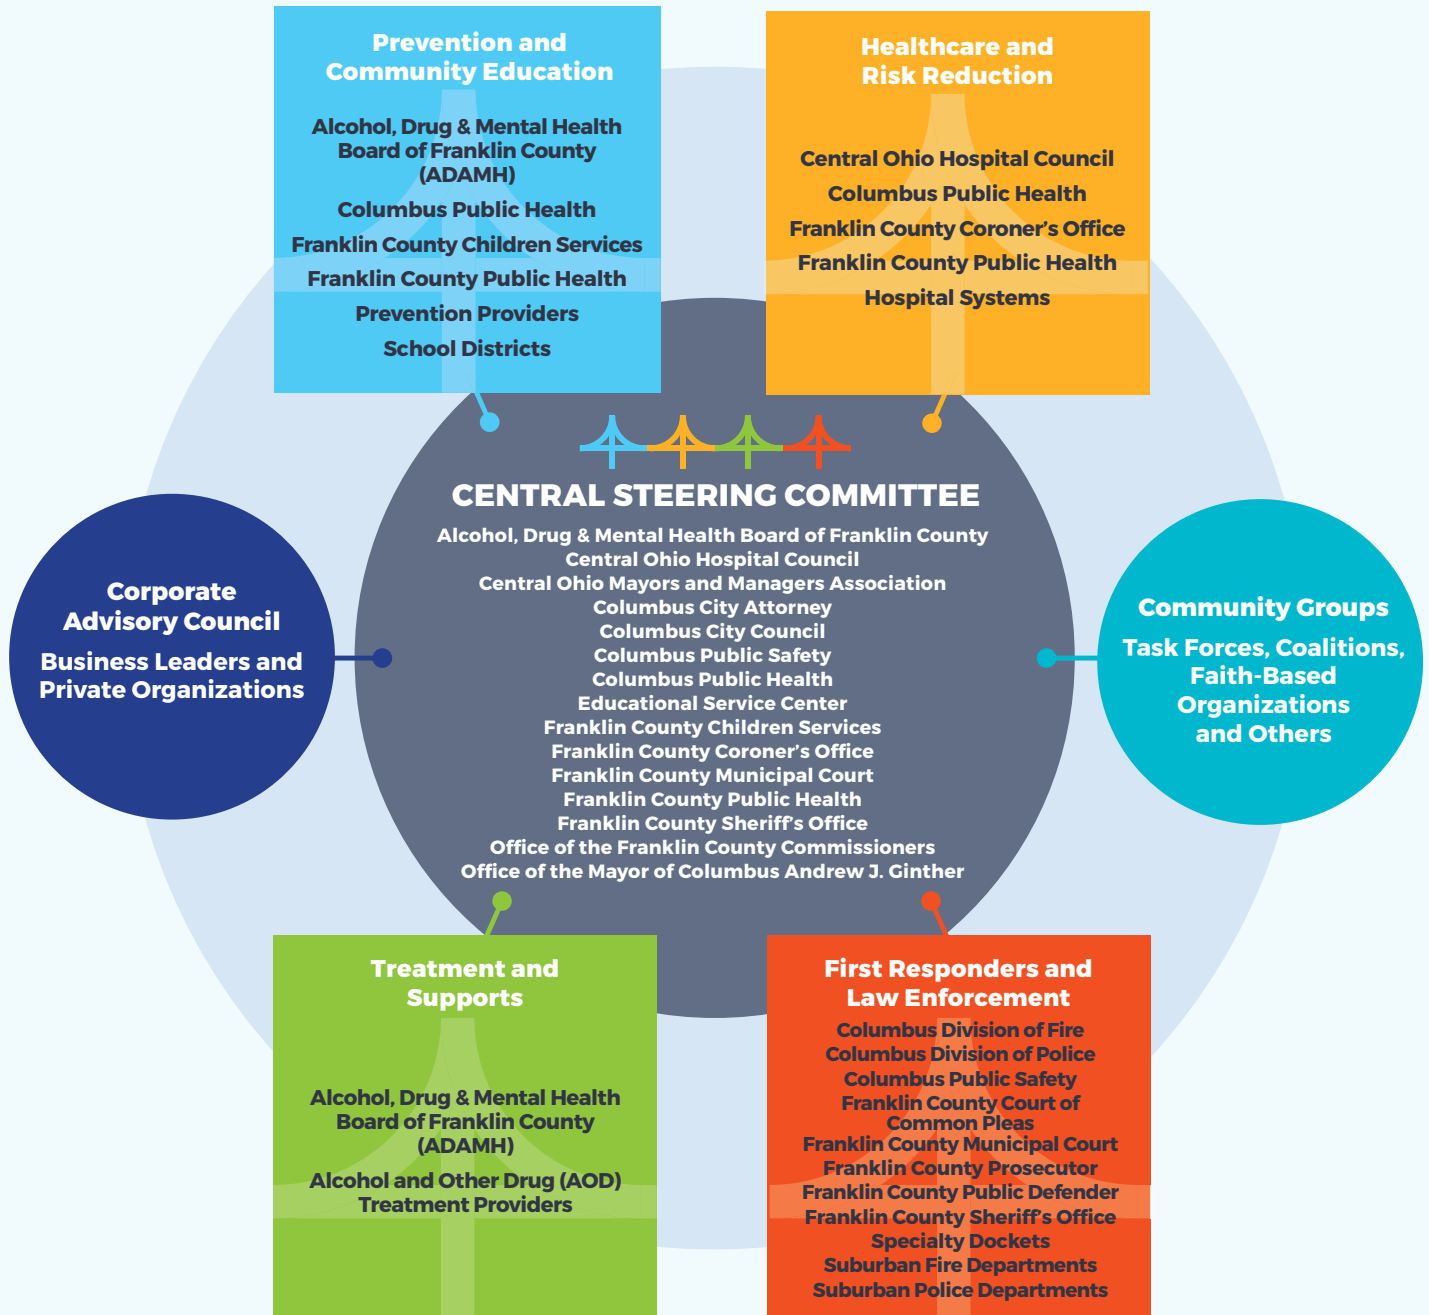 Prevention and
Community Education
Alcohol, Drug & Mental Health
Board of Franklin County
(ADAMH)
Columbus Public Health
Franklin County Children Services
Franklin County Public Health
Prevention Providers
School Districts
Healthcare and
Risk Reduction
Central Ohio Hospital Council
Columbus Public Health
Franklin County Coroner’s Office
Franklin County Public Health
Hospital Systems
CENTRAL STEERING COMMITTEE
Alcohol, Drug & Mental Health Board of Franklin County
Central Ohio Hospital Council
Central Ohio Mayors and Managers Association
Columbus City Attorney
Columbus City Council
Columbus Public Safety
Columbus Public Health
Educational Service Center
Franklin County Children Services
Franklin County Coroner’s Office
Franklin County Municipal Court
Franklin County Public Health
Franklin County Sheriff’s Office
Office of the Franklin County Commissioners
Office of the Mayor of Columbus Andrew J. Ginther
Corporate
Advisory Council
Business Leaders and
Private Organizations
Community Groups
Task Forces, Coalitions,
Faith-Based
Organizations
and Others
Treatment and
Supports
Alcohol, Drug & Mental Health
Board of Franklin County
(ADAMH)
Alcohol and Other Drug (AOD)
Treatment Providers
First Responders and
Law Enforcement
Columbus Division of Fire
Columbus Division of Police
Columbus Public Safety
Franklin County Court of
Common Pleas
Franklin County Municipal Court
Franklin County Prosecutor
Franklin County Public Defender
Franklin County Sheriff’s Office
Specialty Dockets
Suburban Fire Departments
Suburban Police Departments